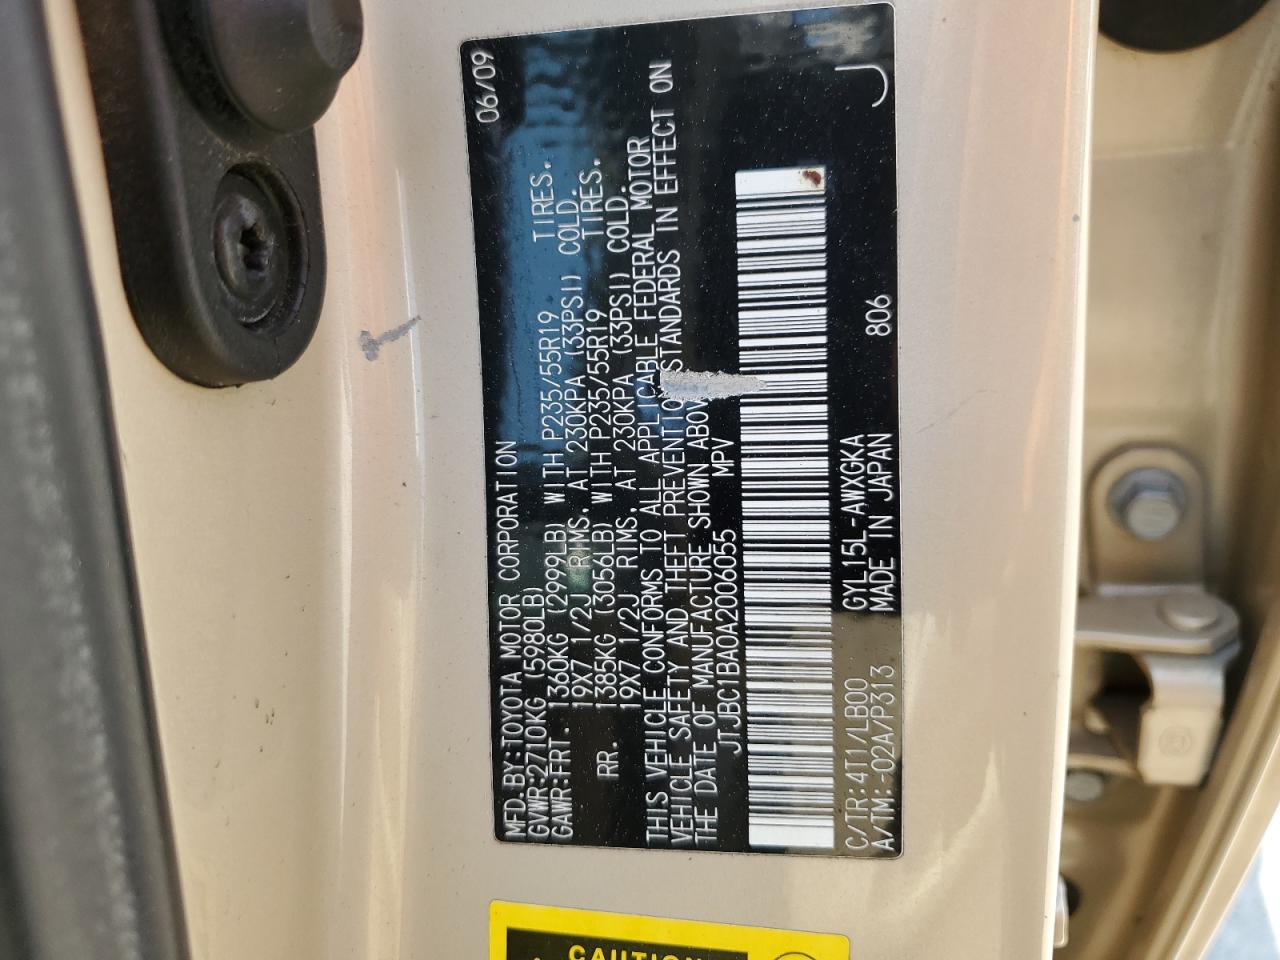 MFD.BY:TOYOTA MOTOR CORPORATION 06/09
GVWR:2710KG (5980LB)
GAWR:FRT. 1360KG (2999LB) WITH P235/55R19 TIRES.
19X7 1/2J RIMS, AT 230KPA (33PSI) COLD.
RR. 1385KG (3056LB) WITH P235/55R19 TIRES.
19X7 1/2J RIMS, AT 230KPA (33PSI) COLD.
THIS VEHICLE CONFORMS TO ALL APPLICABLE FEDERAL MOTOR
VEHICLE SAFETY AND THEFT PREVENTIO STANDARDS IN EFFECT ON
THE DATE OF MANUFACTURE SHOWN ABOV
JTJBC1BA0A2006055 MPV
C/TR:4T1/LB00 GYL15L-AWXGKA
A/TM:-02A/P313 MADE IN JAPAN 806 J
CAUTION